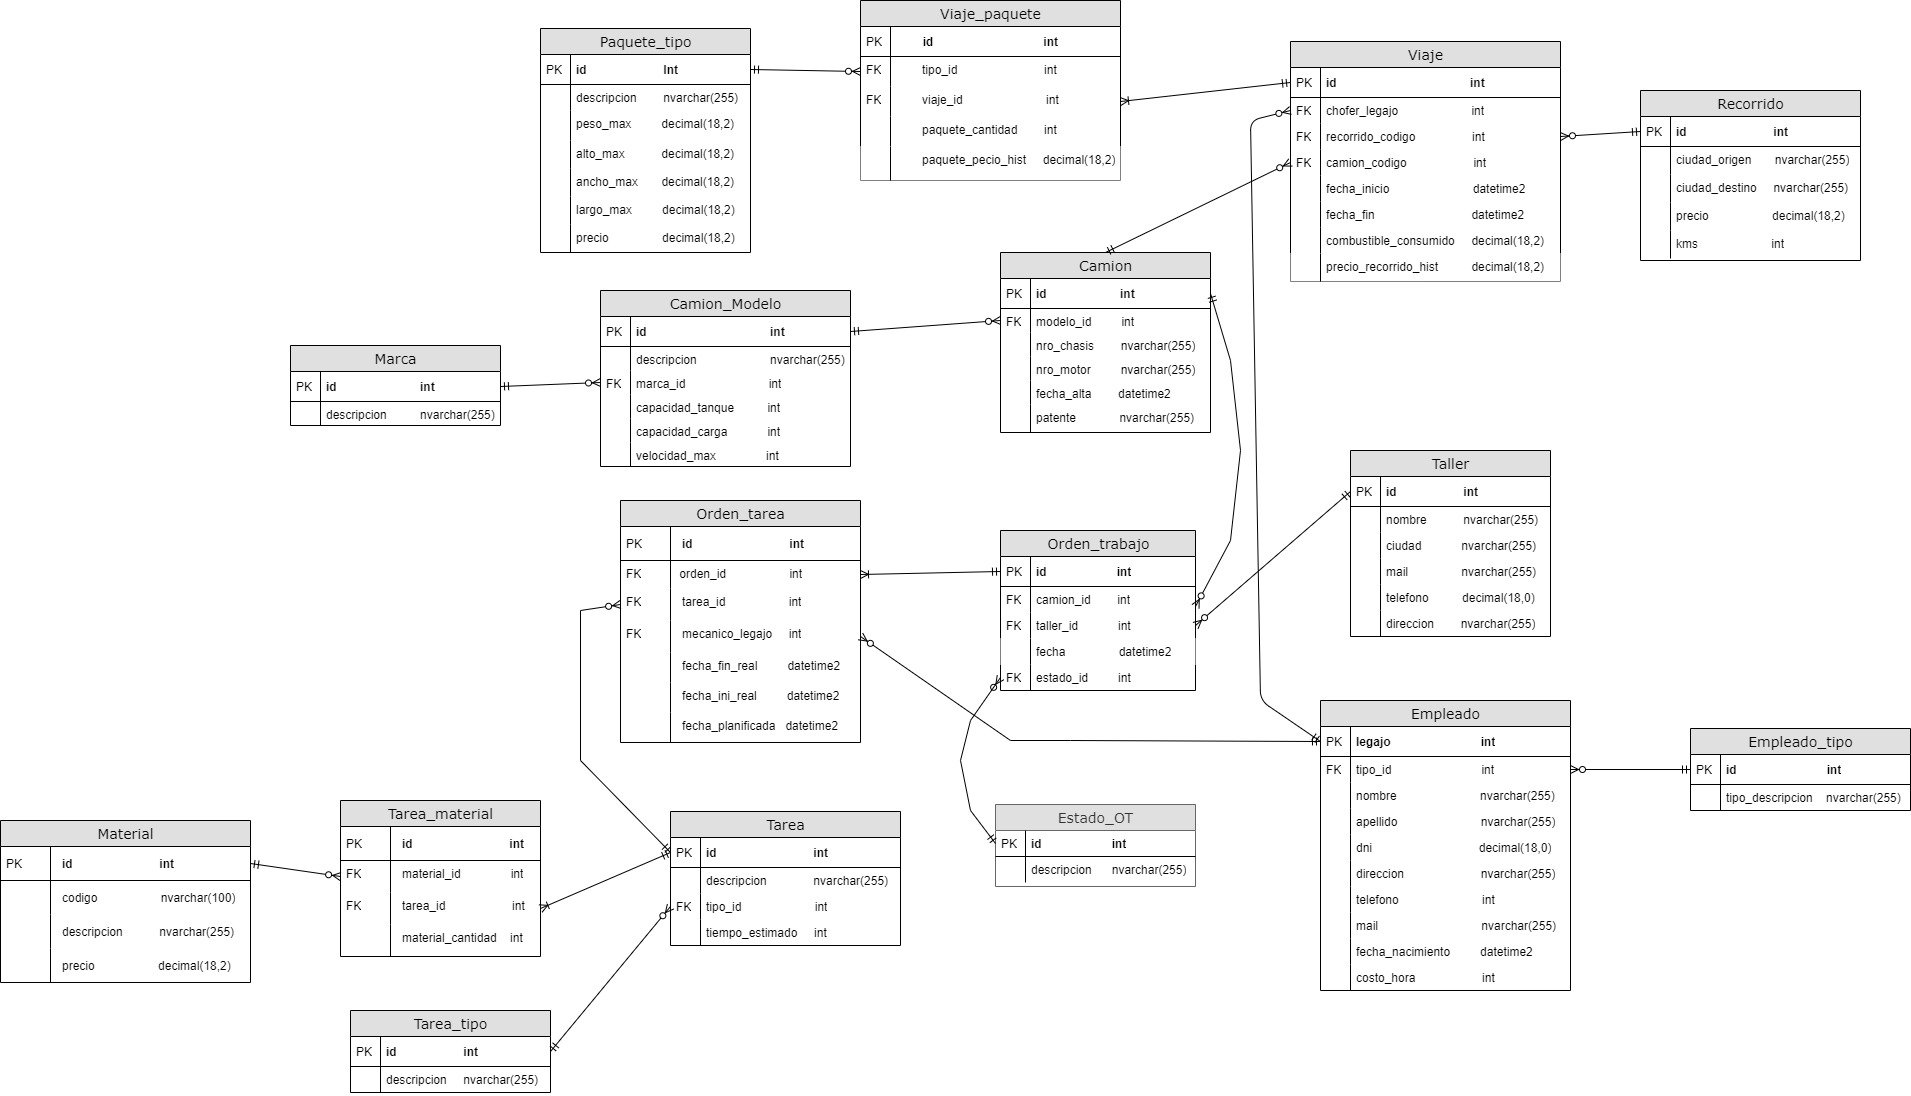 Paquete_tipo
PK id Int
descripcion nvarchar(255)
peso_max decimal(18,2)
alto_max decimal(18,2)
ancho_max decimal(18,2)
largo_max decimal(18,2)
precio decimal(18,2)
Viaje_paquete
PK id int
FK tipo_id int
FK viaje_id int
paquete_cantidad int
paquete_pecio_hist decimal(18,2)
Viaje
PK id int
FK chofer_legajo int
FK recorrido_codigo int
FK camion_codigo int
fecha_inicio datetime2
fecha_fin datetime2
combustible_consumido decimal(18,2)
precio_recorrido_hist decimal(18,2)
Recorrido
PK id int
ciudad_origen nvarchar(255)
ciudad_destino nvarchar(255)
precio decimal(18,2)
kms int
Marca
PK id int
descripcion nvarchar(255)
Camion_Modelo
PK id int
descripcion nvarchar(255)
FK marca_id int
capacidad_tanque int
capacidad_carga int
velocidad_max int
Camion
PK id int
FK modelo_id int
nro_chasis nvarchar(255)
nro_motor nvarchar(255)
fecha_alta datetime2
patente nvarchar(255)
Taller
PK id int
nombre nvarchar(255)
ciudad nvarchar(255)
mail nvarchar(255)
telefono decimal(18,0)
direccion nvarchar(255)
Orden_tarea
PK id int
FK orden_id int
FK tarea_id int
FK mecanico_legajo int
fecha_fin_real datetime2
fecha_ini_real datetime2
fecha_planificada datetime2
Orden_trabajo
PK id int
FK camion_id int
FK taller_id int
fecha datetime2
FK estado_id int
Empleado
PK legajo int
FK tipo_id int
nombre nvarchar(255)
apellido nvarchar(255)
dni decimal(18,0)
direccion nvarchar(255)
telefono int
mail nvarchar(255)
fecha_nacimiento datetime2
costo_hora int
Empleado_tipo
PK id int
tipo_descripcion nvarchar(255)
Material
PK id int
codigo nvarchar(100)
descripcion nvarchar(255)
precio decimal(18,2)
Tarea_material
PK id int
FK material_id int
FK tarea_id int
material_cantidad int
Tarea
PK id int
descripcion nvarchar(255)
FK tipo_id int
tiempo_estimado int
Estado_OT
PK id int
descripcion nvarchar(255)
Tarea_tipo
PK id int
descripcion nvarchar(255)